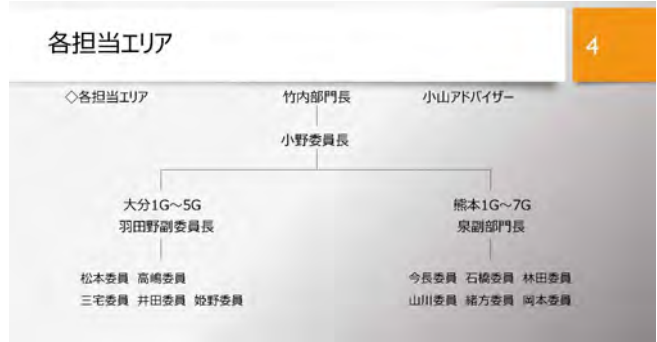 各担当エリア
4
◇各担当エリア 竹内部門長 小山アドバイザー
小野委員長
大分1G～5G 熊本1G～7G
羽田野副委員長 泉副部門長
松本委員 高嶋委員 今長委員 石橋委員 林田委員
三宅委員 井田委員 姫野委員 山川委員 緒方委員 岡本委員